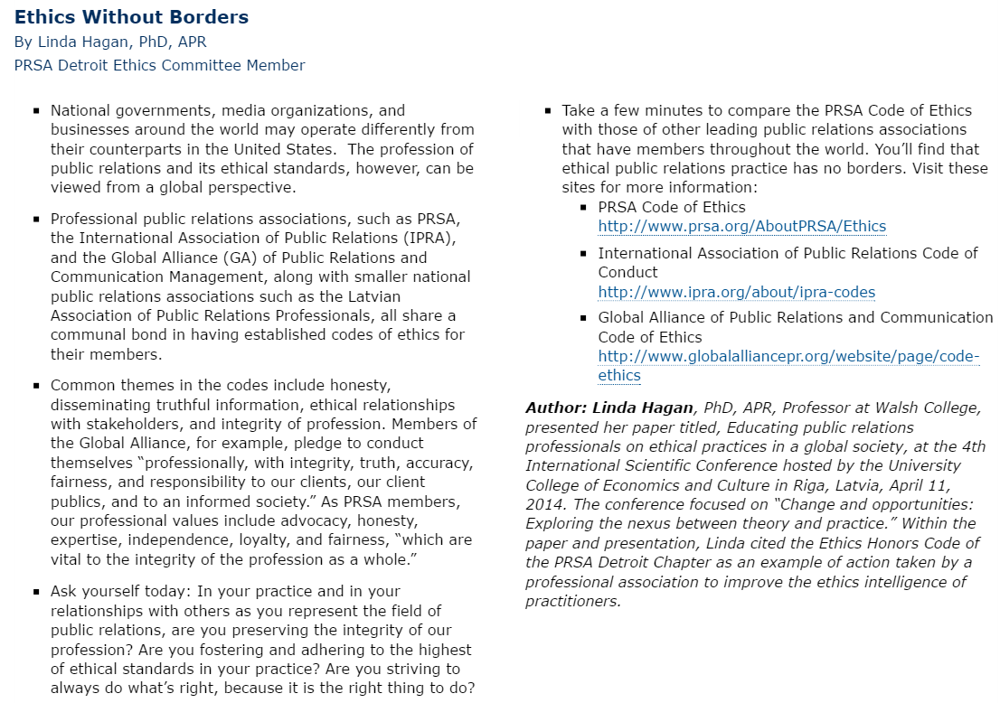 Ethics Without Borders
By Linda Hagan, PhD, APR
PRSA Detroit Ethics Committee Member
▪ National governments, media organizations, and
businesses around the world may operate differently from
their counterparts in the United States.  The profession of
public relations and its ethical standards, however, can be
viewed from a global perspective.
▪ Professional public relations associations, such as PRSA,
the International Association of Public Relations (IPRA),
and the Global Alliance (GA) of Public Relations and
Communication Management, along with smaller national
public relations associations such as the Latvian
Association of Public Relations Professionals, all share a
communal bond in having established codes of ethics for
their members.
▪ Common themes in the codes include honesty,
disseminating truthful information, ethical relationships
with stakeholders, and integrity of profession. Members of
the Global Alliance, for example, pledge to conduct
themselves “professionally, with integrity, truth, accuracy,
fairness, and responsibility to our clients, our client
publics, and to an informed society.” As PRSA members,
our professional values include advocacy, honesty,
expertise, independence, loyalty, and fairness, “which are
vital to the integrity of the profession as a whole.”
▪ Ask yourself today: In your practice and in your
relationships with others as you represent the field of
public relations, are you preserving the integrity of our
profession? Are you fostering and adhering to the highest
of ethical standards in your practice? Are you striving to
always do what’s right, because it is the right thing to do?
▪ Take a few minutes to compare the PRSA Code of Ethics
with those of other leading public relations associations
that have members throughout the world. You’ll find that
ethical public relations practice has no borders. Visit these
sites for more information:
▪ PRSA Code of Ethics
http://www.prsa.org/AboutPRSA/Ethics
▪ International Association of Public Relations Code of
Conduct
http://www.ipra.org/about/ipra-codes
▪ Global Alliance of Public Relations and Communication
Code of Ethics
http://www.globalalliancepr.org/website/page/code-
ethics
Author: Linda Hagan, PhD, APR, Professor at Walsh College,
presented her paper titled, Educating public relations
professionals on ethical practices in a global society, at the 4th
International Scientific Conference hosted by the University
College of Economics and Culture in Riga, Latvia, April 11,
2014. The conference focused on “Change and opportunities:
Exploring the nexus between theory and practice.” Within the
paper and presentation, Linda cited the Ethics Honors Code of
the PRSA Detroit Chapter as an example of action taken by a
professional association to improve the ethics intelligence of
practitioners.